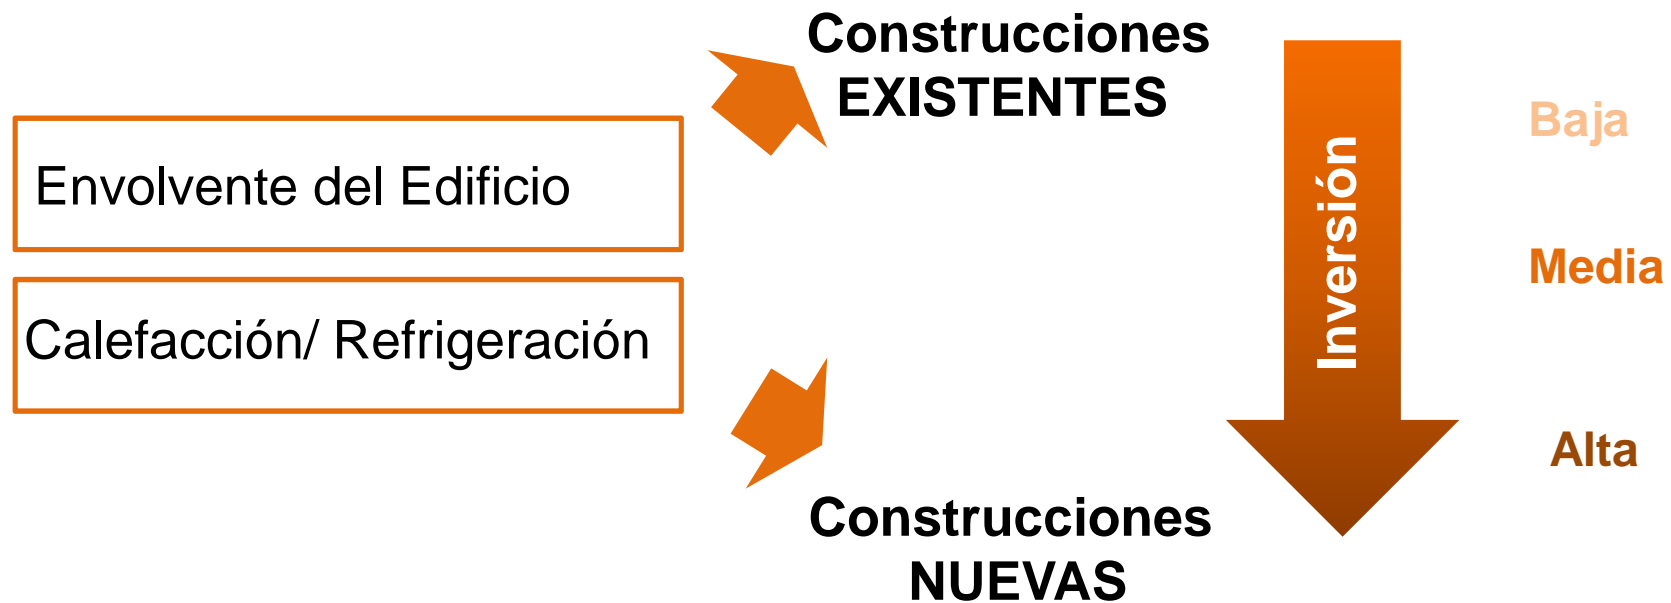 Envolvente del Edificio
Calefacción/ Refrigeración
Construcciones
EXISTENTES
Construcciones
NUEVAS
Inversión
Baja
Media
Alta